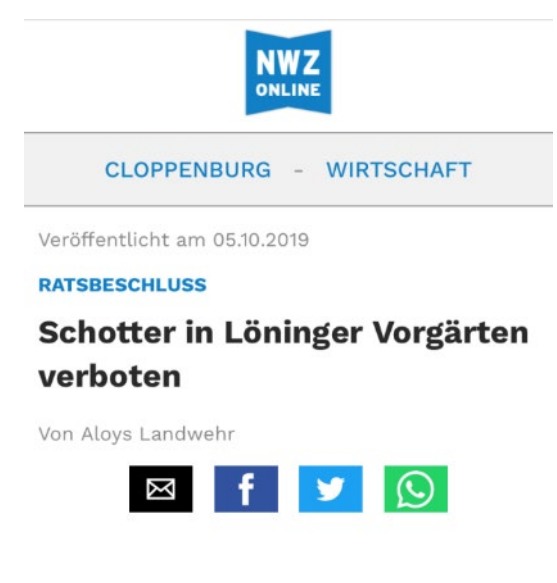 NWZ
ONLINE
CLOPPENBURG - WIRTSCHAFT
Veröffentlicht am 05.10.2019
RATSBESCHLUSS
Schotter in Löninger Vorgärten
verboten
Von Aloys Landwehr